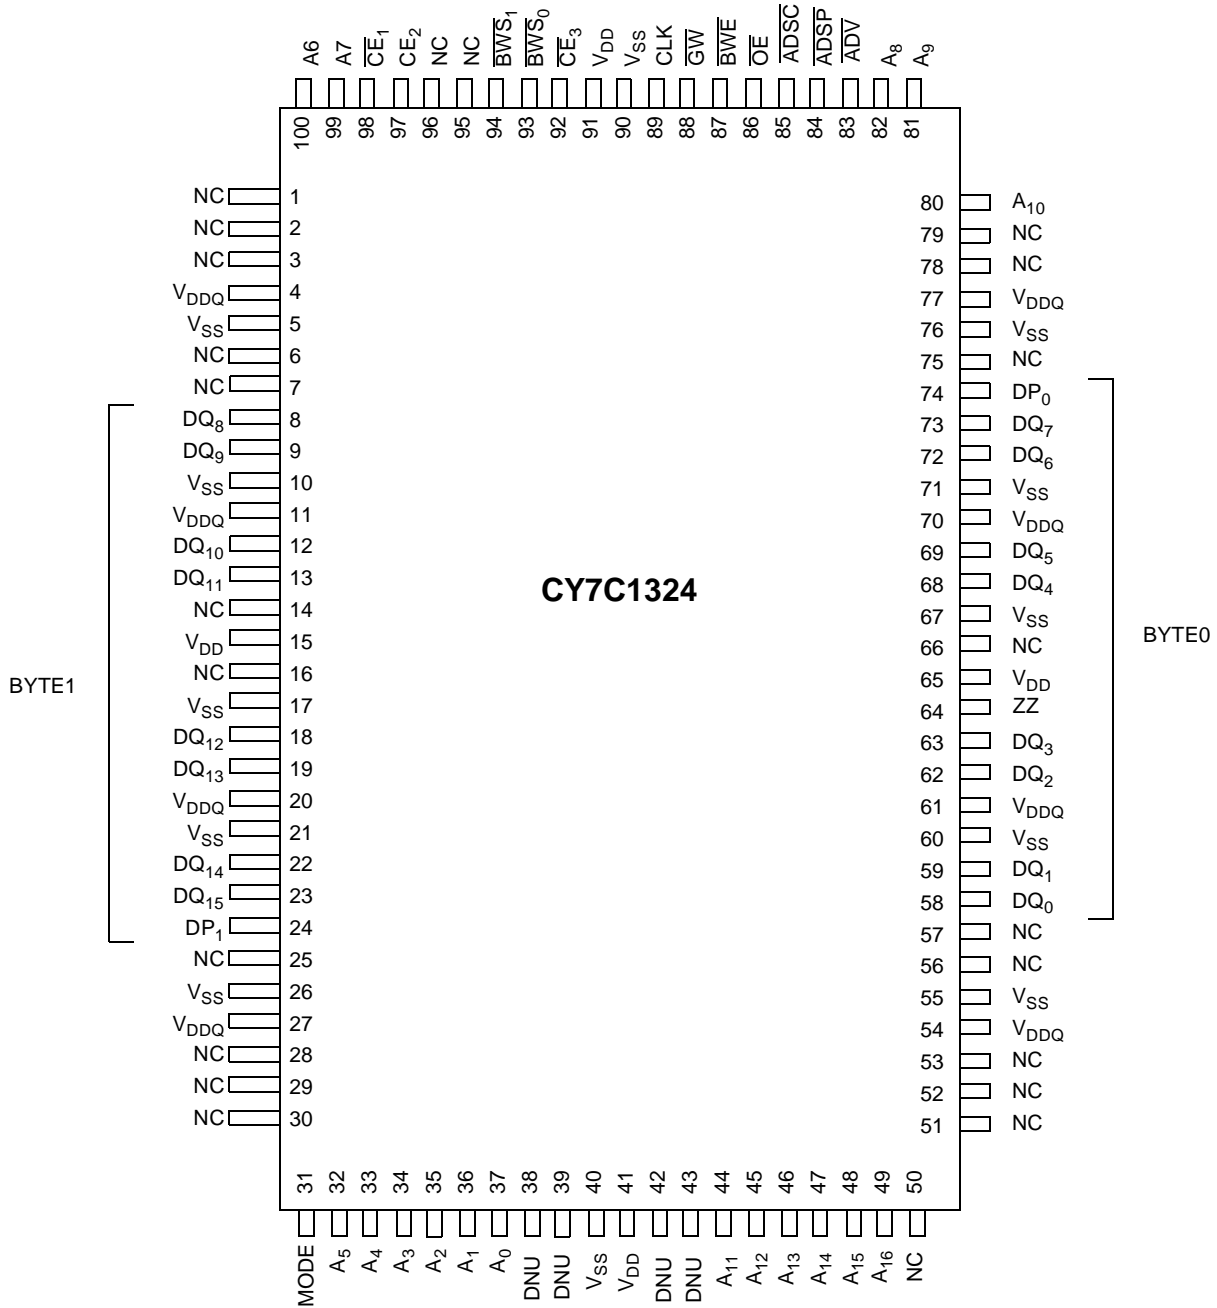 A6 A7 CE1 CE2 NC NC BWS1 BWS0 CE3 VDD VSS CLK GW BWE OE ADSC ADSP ADV A8 A9
100 99 98 97 96 95 94 93 92 91 90 89 88 87 86 85 84 83 82 81
NC 1
NC 2
NC 3
VDDQ 4
VSS 5
NC 6
NC 7
DQ8 8
DQ9 9
VSS 10
VDDQ 11
DQ10 12
DQ11 13
NC 14
VDD 15
NC 16
VSS 17
DQ12 18
DQ13 19
VDDQ 20
VSS 21
DQ14 22
DQ15 23
DP1 24
NC 25
VSS 26
VDDQ 27
NC 28
NC 29
NC 30
BYTE1
CY7C1324
80 A10
79 NC
78 NC
77 VDDQ
76 VSS
75 NC
74 DP0
73 DQ7
72 DQ6
71 VSS
70 VDDQ
69 DQ5
68 DQ4
67 VSS
66 NC
65 VDD
64 ZZ
63 DQ3
62 DQ2
61 VDDQ
60 VSS
59 DQ1
58 DQ0
57 NC
56 NC
55 VSS
54 VDDQ
53 NC
52 NC
51 NC
BYTE0
31 32 33 34 35 36 37 38 39 40 41 42 43 44 45 46 47 48 49 50
MODE A5 A4 A3 A2 A1 A0 DNU DNU VSS VDD DNU DNU A11 A12 A13 A14 A15 A16 NC